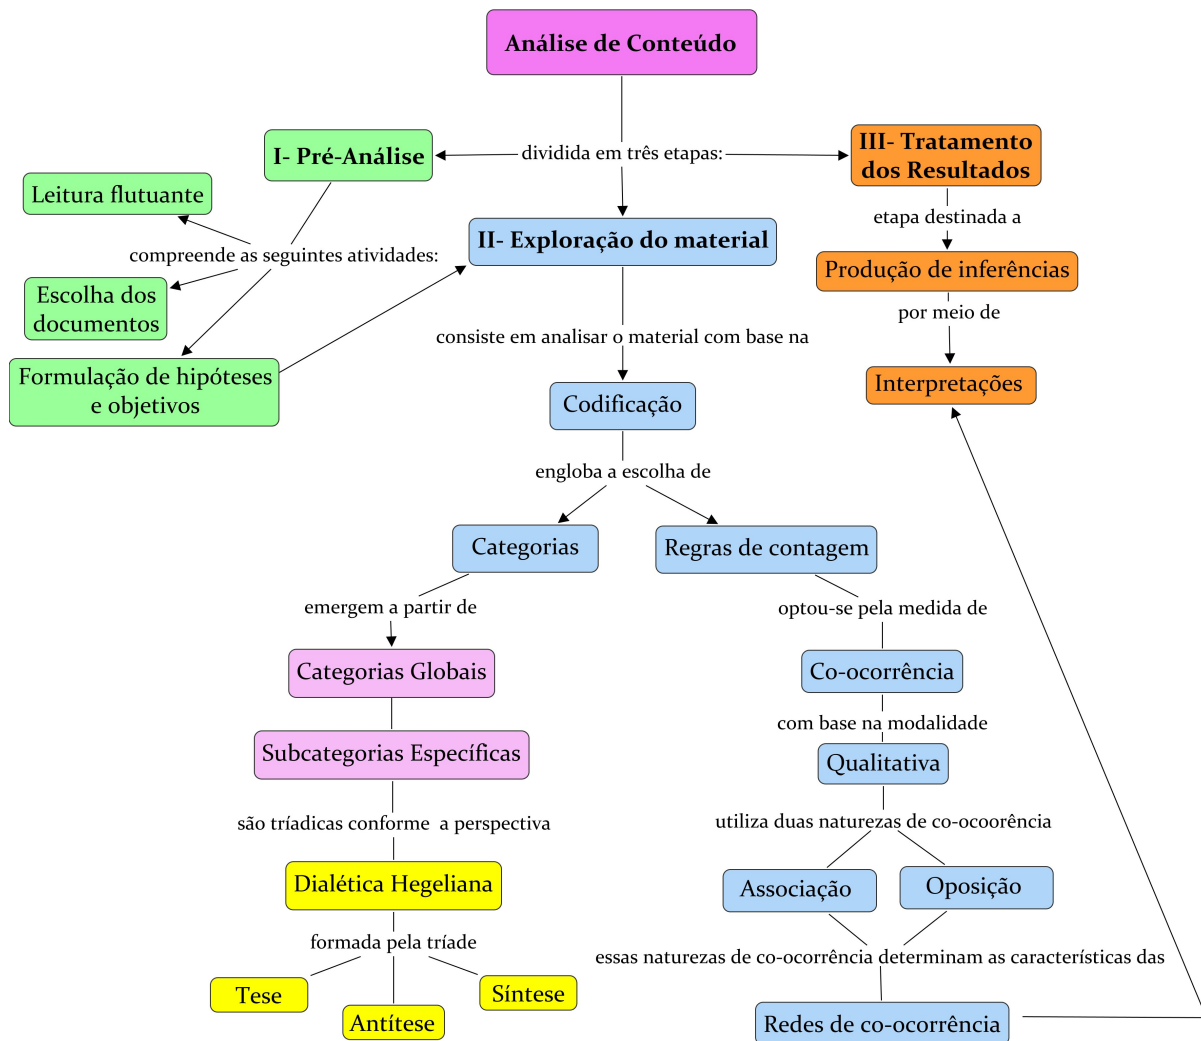 Análise de Conteúdo
dividida em três etapas:
I- Pré-Análise
III- Tratamento
dos Resultados
Leitura flutuante
compreende as seguintes atividades:
Escolha dos
documentos
Formulação de hipóteses
e objetivos
II- Exploração do material
consiste em analisar o material com base na
Codificação
engloba a escolha de
etapa destinada a
Produção de inferências
por meio de
Interpretações
Categorias
Regras de contagem
emergem a partir de
Categorias Globais
Subcategorias Específicas
são tríadicas conforme a perspectiva
Dialética Hegeliana
formada pela tríade
Tese
Antítese
Síntese
optou-se pela medida de
Co-ocorrência
com base na modalidade
Qualitativa
utiliza duas naturezas de co-ocoorência
Associação
Oposição
essas naturezas de co-ocorrência determinam as características das
Redes de co-ocorrência